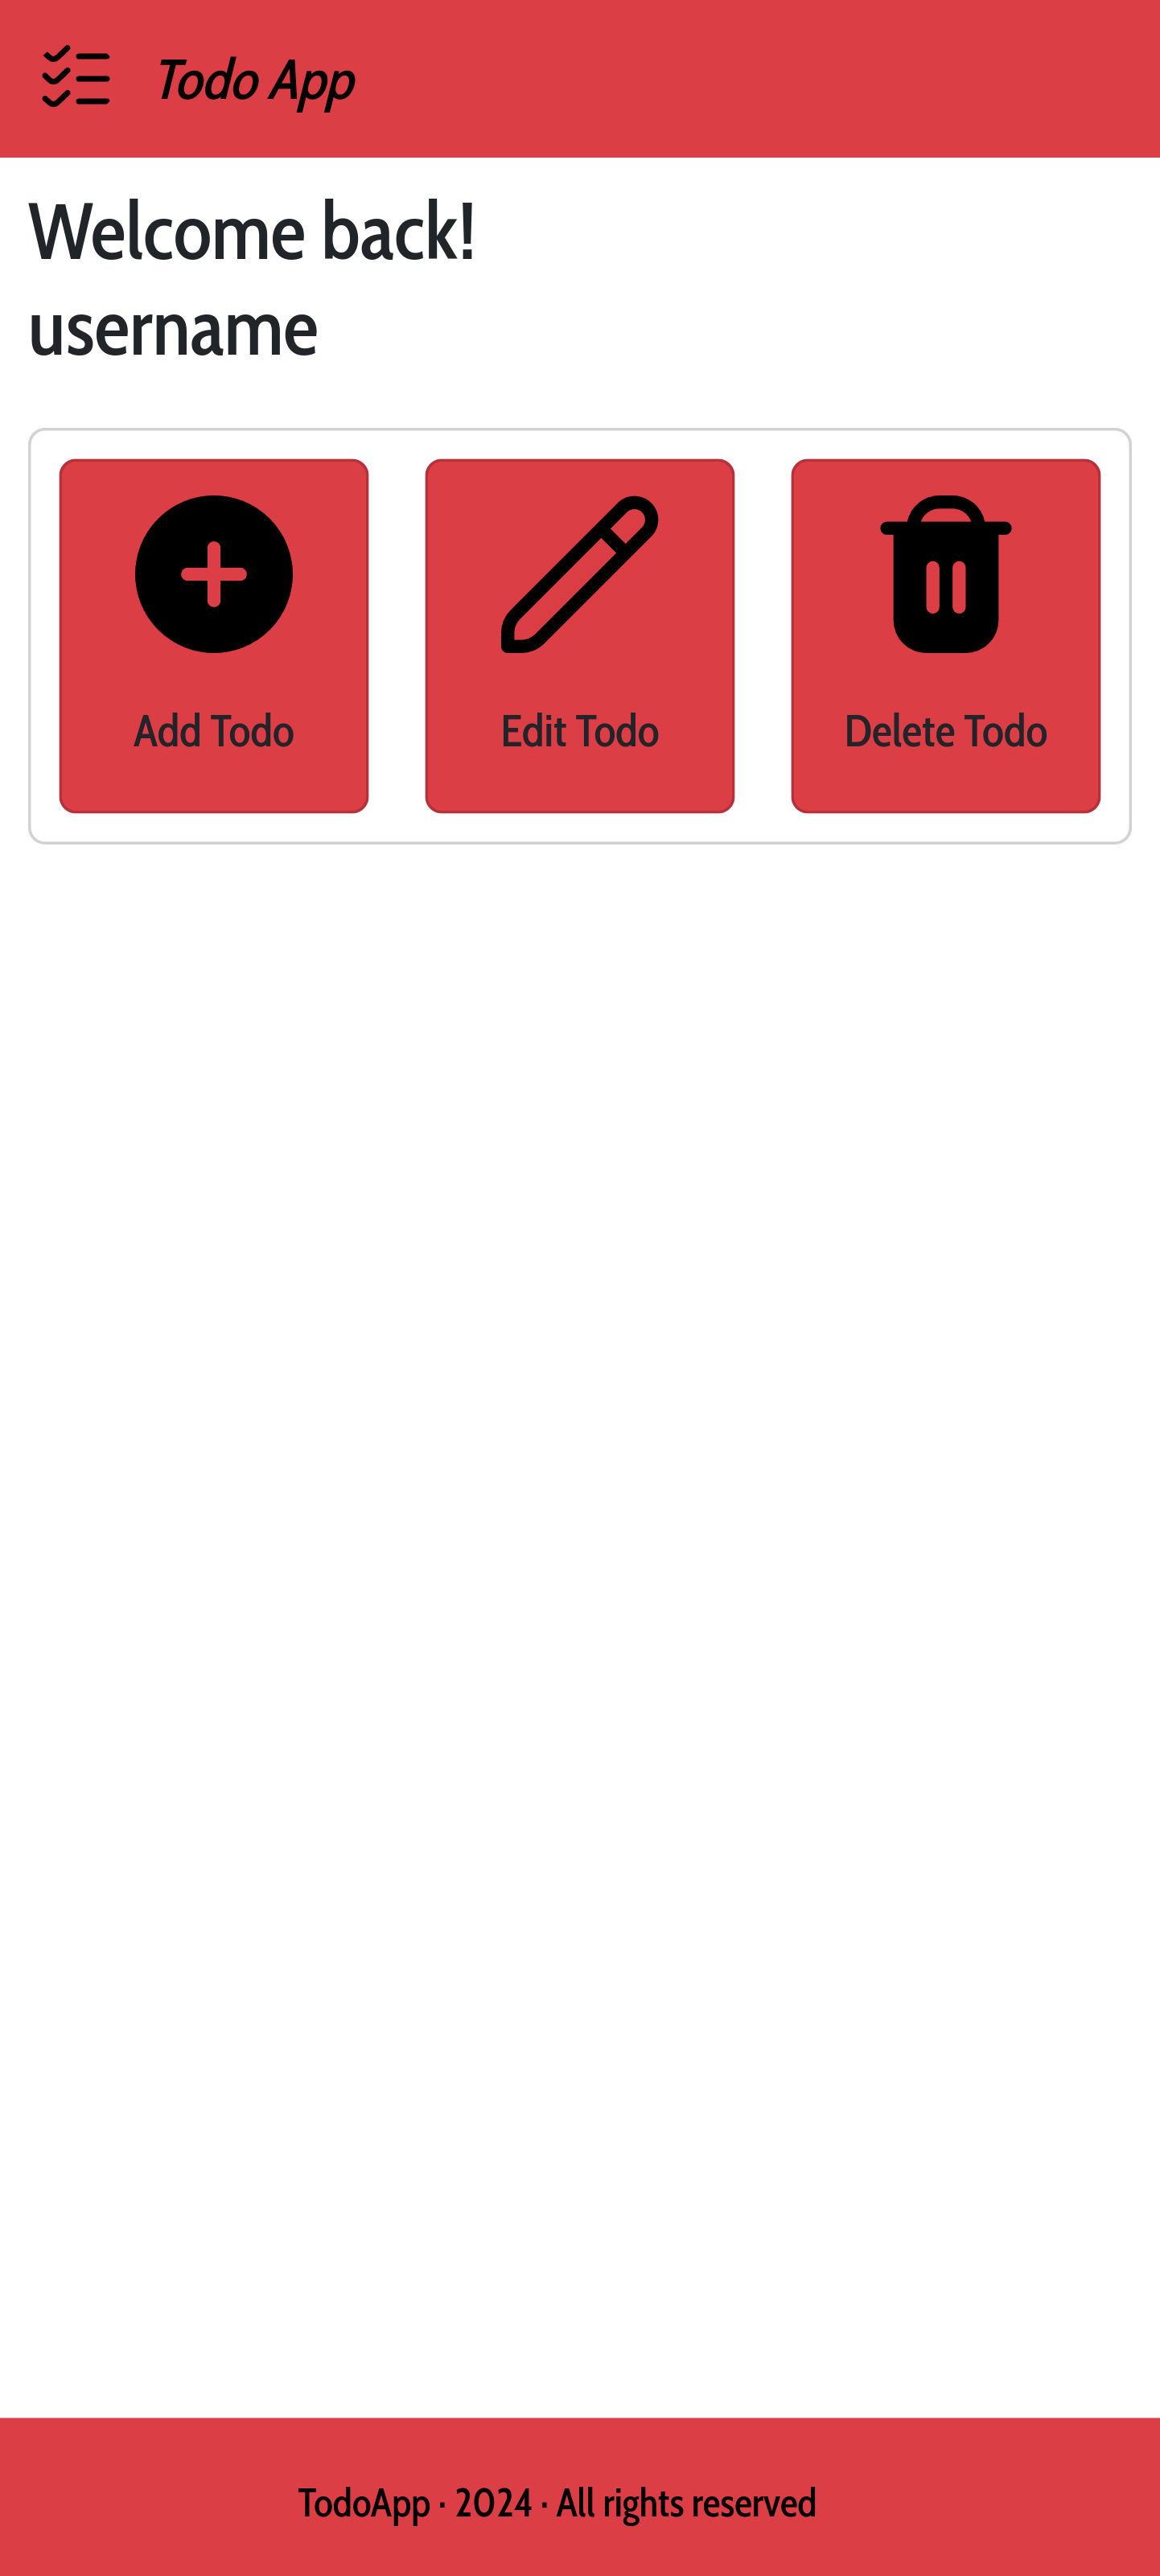 Todo App
Welcome back!
username
Add Todo
Edit Todo
Delete Todo
TodoApp · 2024 · All rights reserved